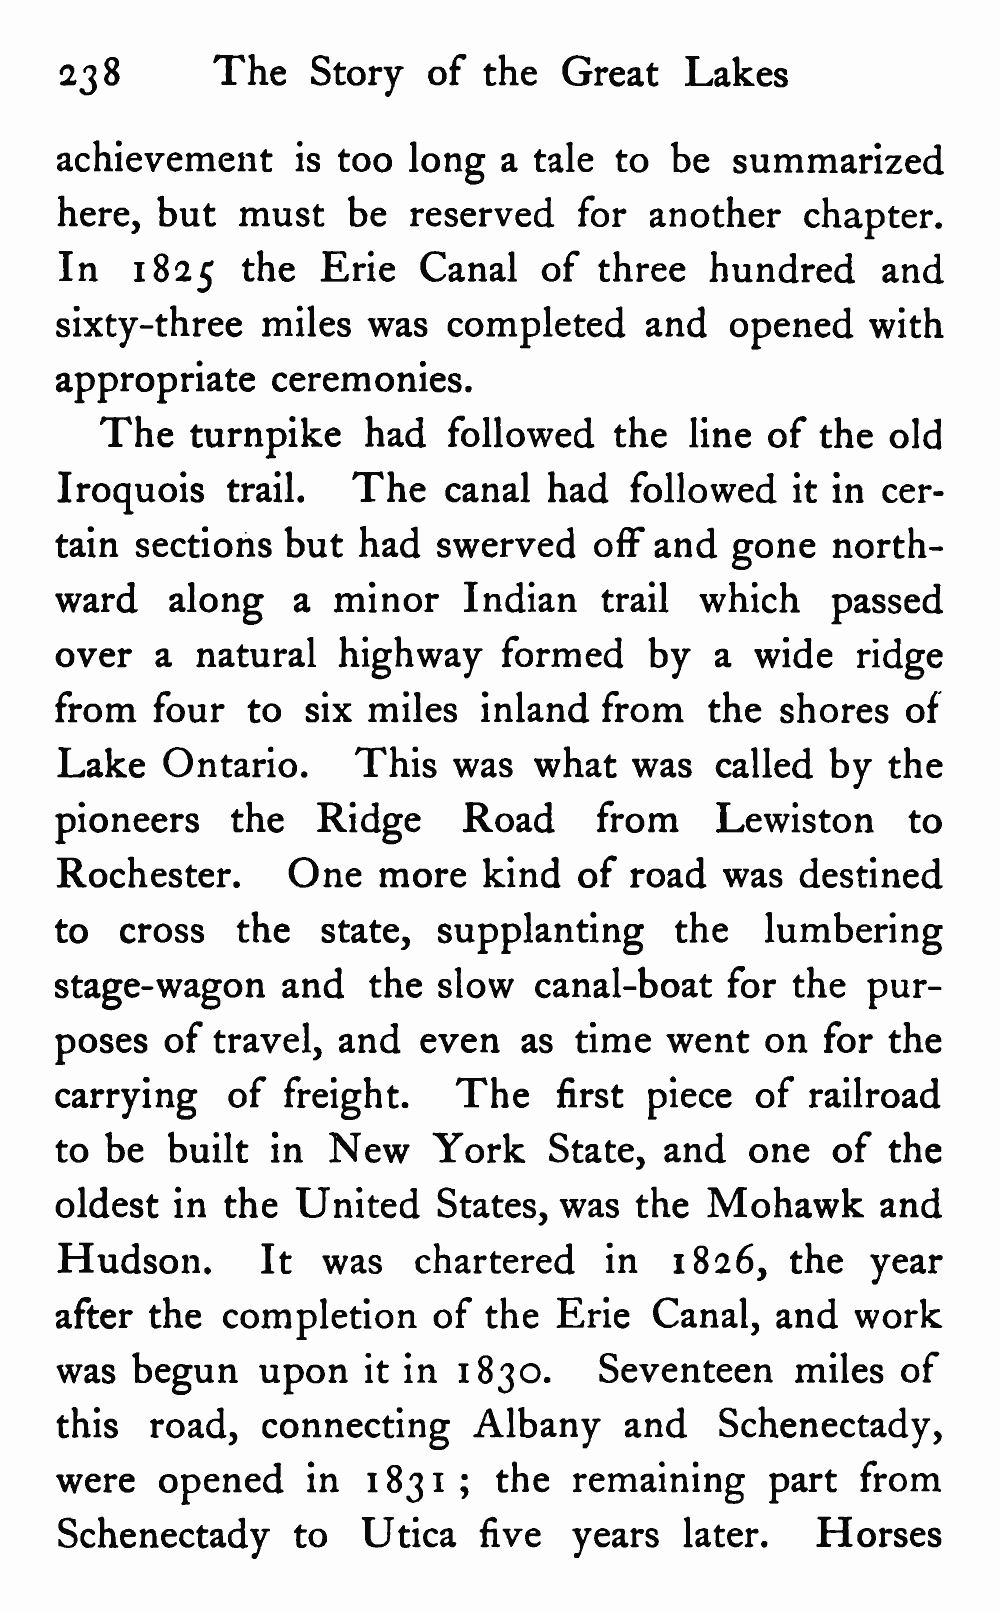 238 The Story of the Great Lakes
achievement is too long a tale to be summarized
here, but must be reserved for another chapter.
In 1825 the Erie Canal of three hundred and
sixty-three miles was completed and opened with
appropriate ceremonies.
The turnpike had followed the line of the old
Iroquois trail. The canal had followed it in cer-
tain sections but had swerved off and gone north-
ward along a minor Indian trail which passed
over a natural highway formed by a wide ridge
from four to six miles inland from the shores of
Lake Ontario. This was what was called by the
pioneers the Ridge Road from Lewiston to
Rochester. One more kind of road was destined
to cross the state, supplanting the lumbering
stage-wagon and the slow canal-boat for the pur-
poses of travel, and even as time went on for the
carrying of freight. The first piece of railroad
to be built in New York State, and one of the
oldest in the United States, was the Mohawk and
Hudson. It was chartered in 1826, the year
after the completion of the Erie Canal, and work
was begun upon it in 1830. Seventeen miles of
this road, connecting Albany and Schenectady,
were opened in 1831 ; the remaining part from
Schenectady to Utica five years later. Horses